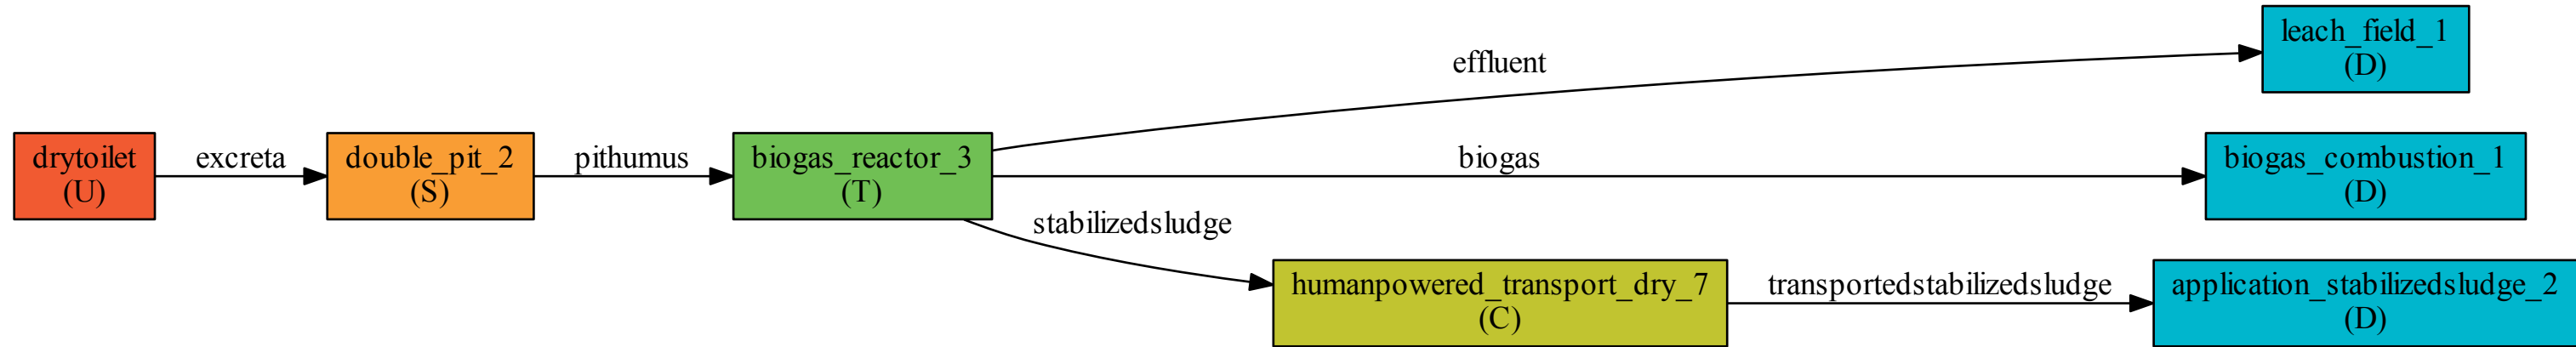 drytoilet
(U)
excreta
double_pit_2
(S)
pithumus
biogas_reactor_3
(T)
effluent
leach_field_1
(D)
biogas
biogas_combustion_1
(D)
stabilizedsludge
humanpowered_transport_dry_7
(C)
transportedstabilizedsludge
application_stabilizedsludge_2
(D)